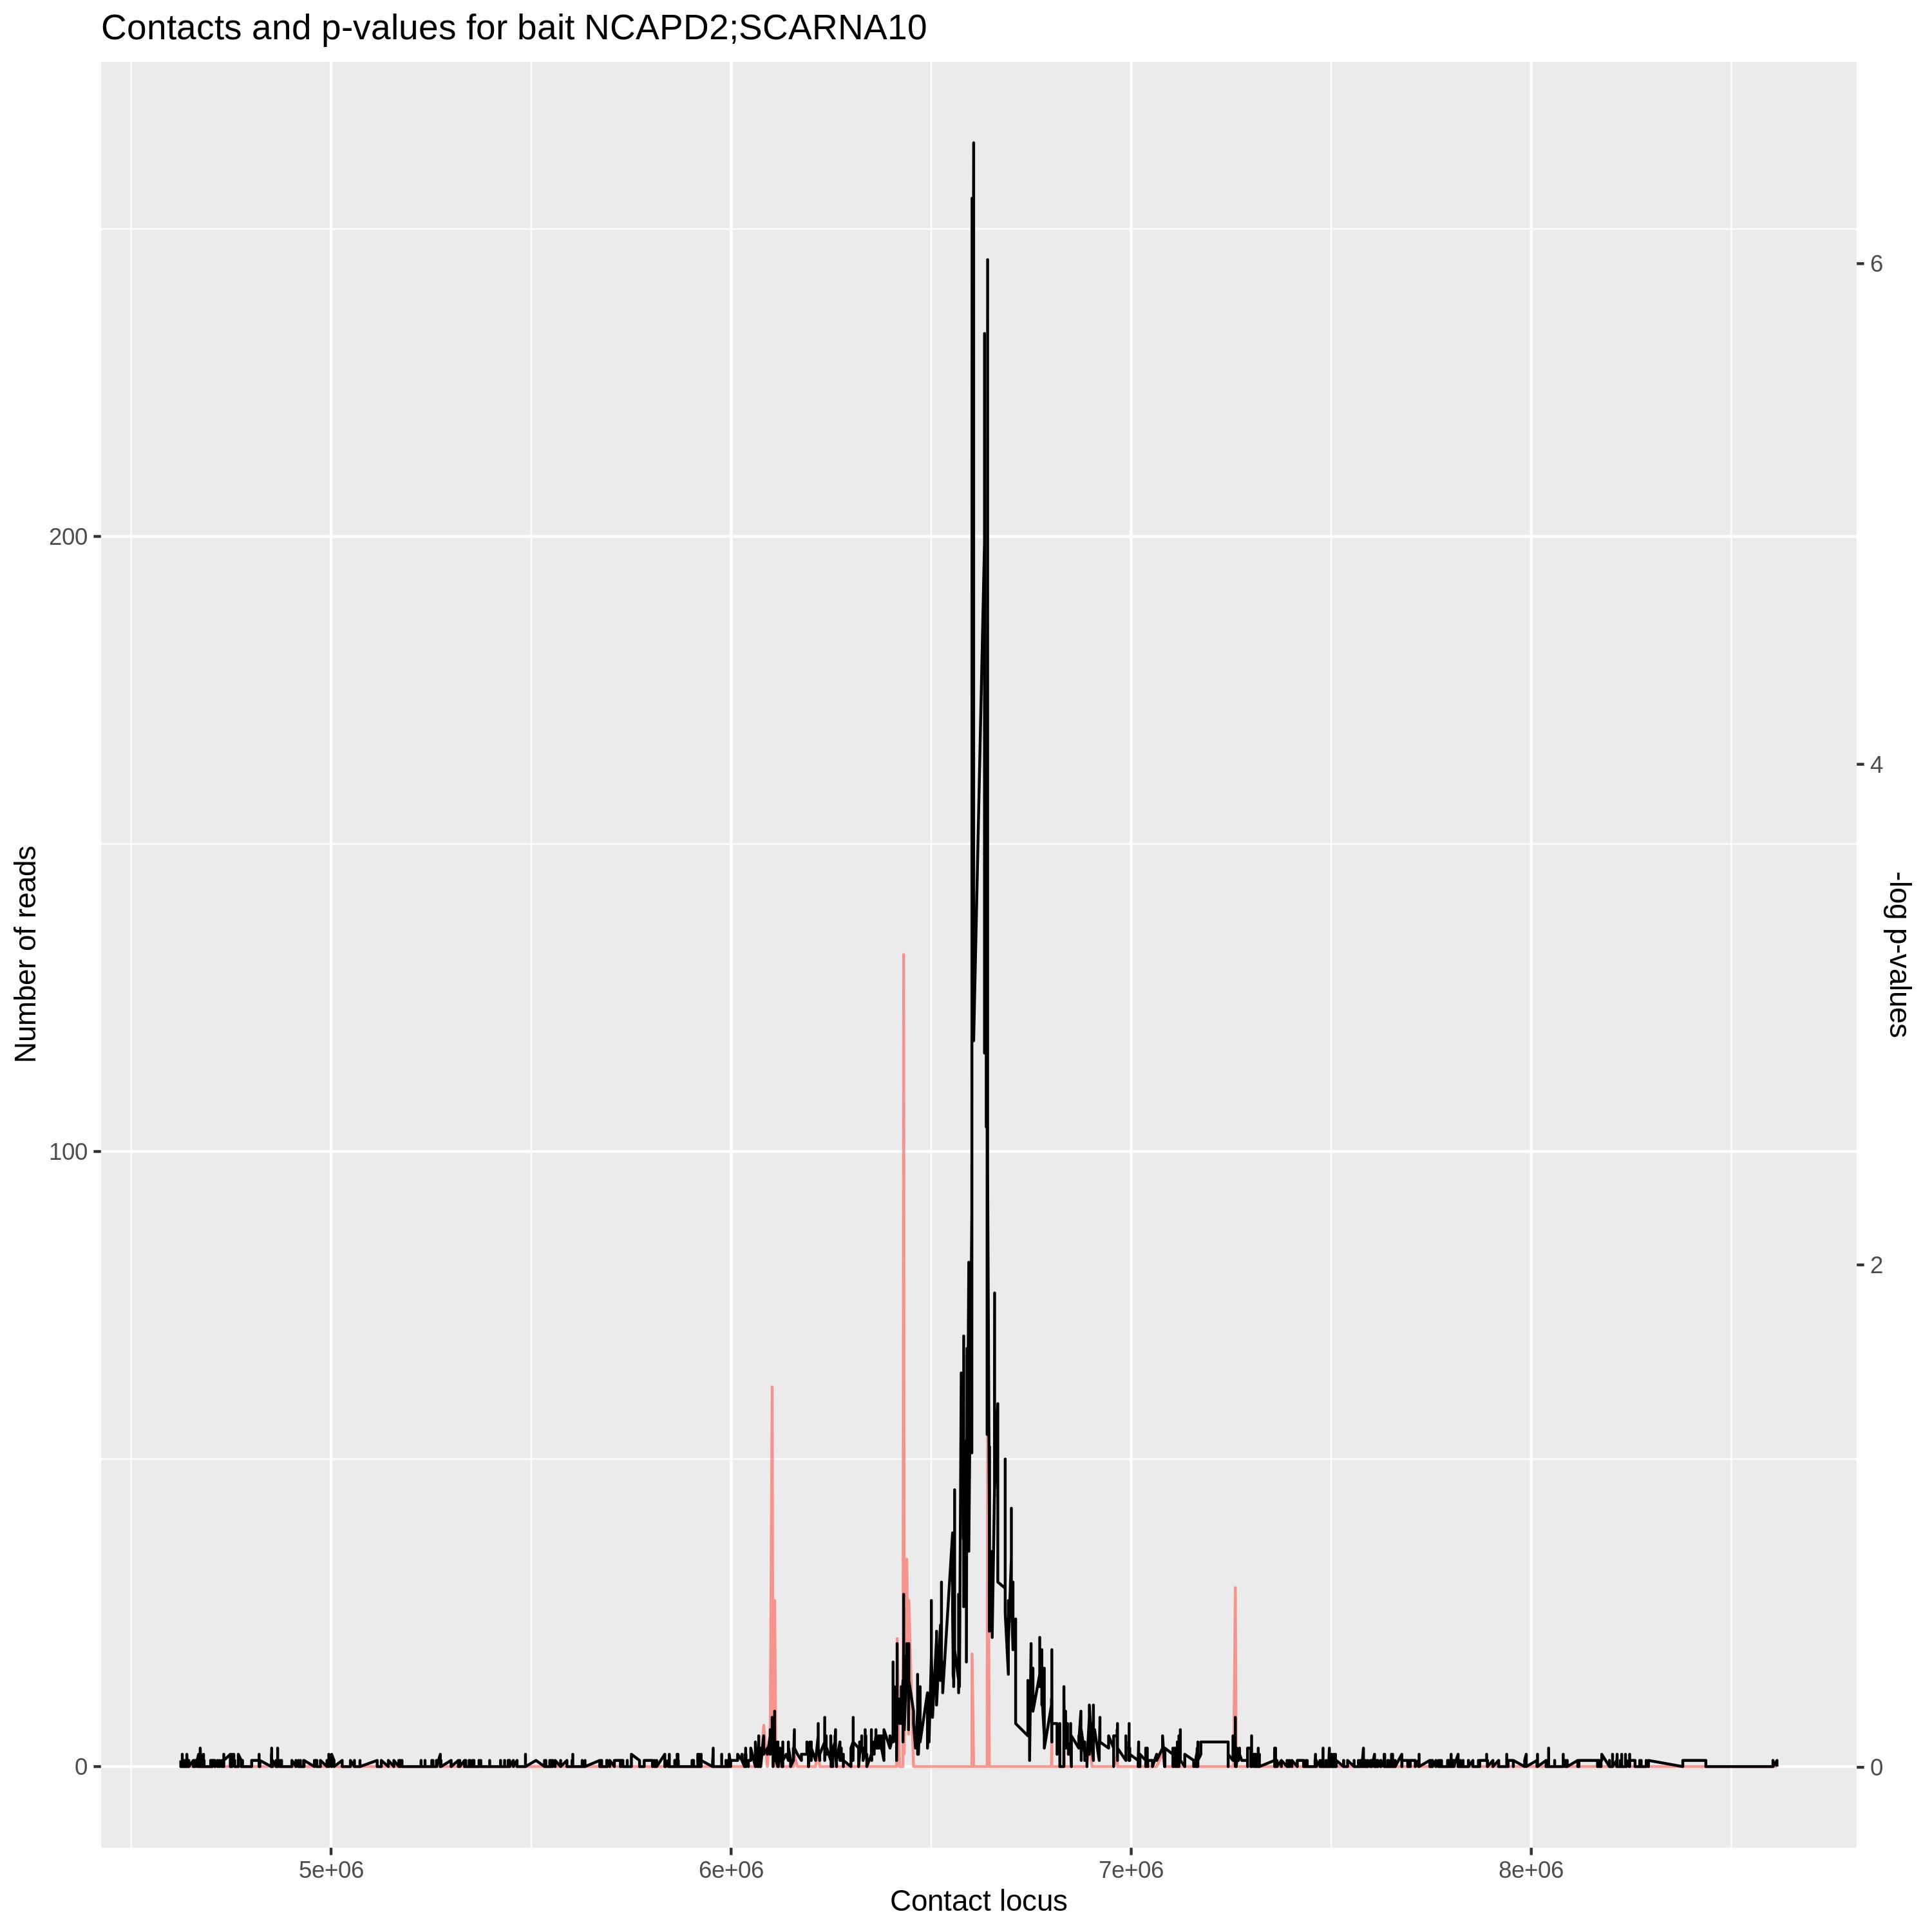 Contacts and p-values for bait NCAPD2;SCARNA10
Number of reads
200
100
0
6
4
2
0
-log p-values
5e+06 6e+06 7e+06 8e+06
Contact locus